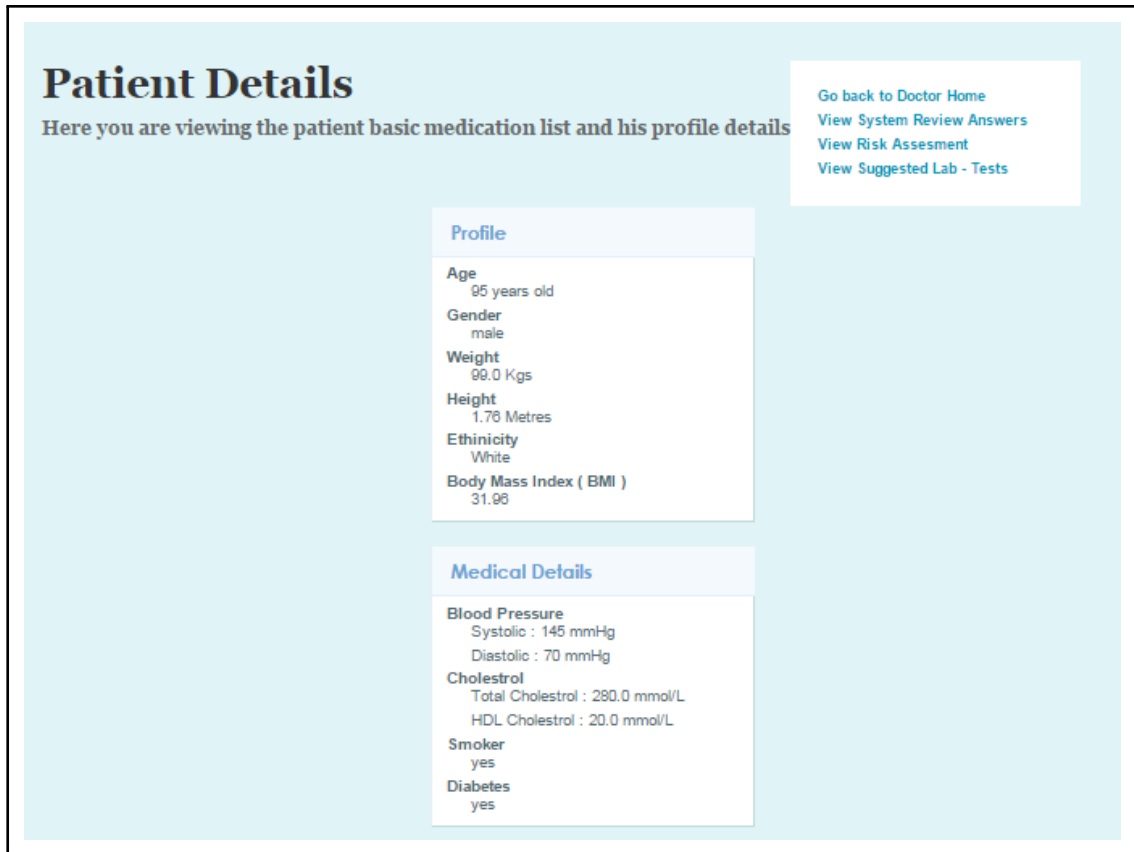 Patient Details
Here you are viewing the patient basic medication list and his profile details
Go back to Doctor Home
View System Review Answers
View Risk Assesment
View Suggested Lab - Tests
Profile
Age
95 years old
Gender
male
Weight
99.0 Kgs
Height
1.76 Metres
Ethinicity
White
Body Mass Index ( BMI )
31.96
Medical Details
Blood Pressure
Systolic : 145 mmHg
Diastolic : 70 mmHg
Cholestrol
Total Cholestrol : 280.0 mmol/L
HDL Cholestrol : 20.0 mmol/L
Smoker
yes
Diabetes
yes